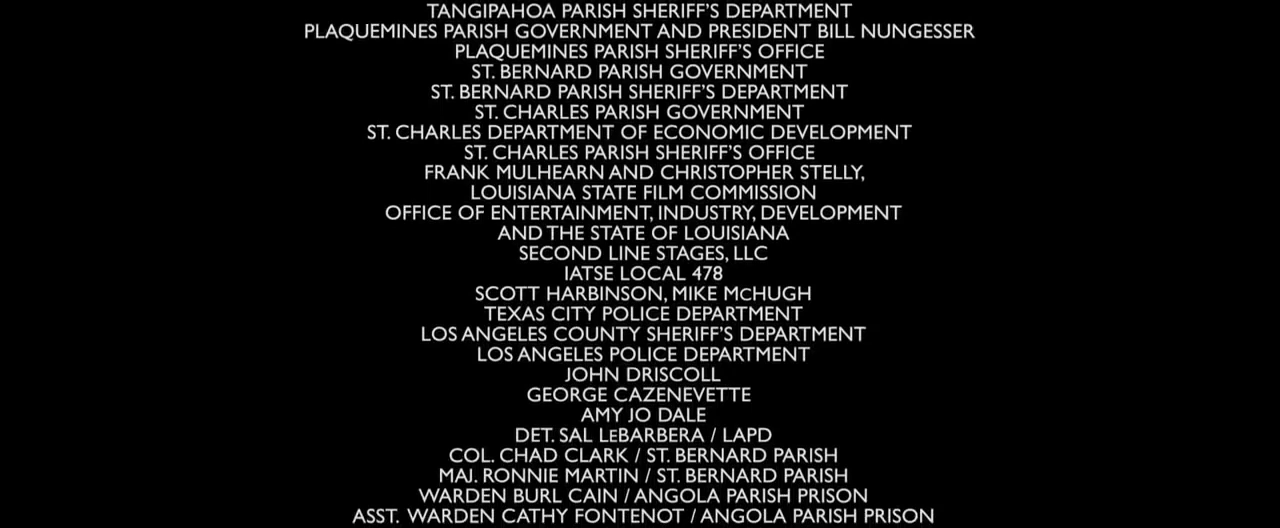 TANGIPAHOA PARISH SHERIFF'S DEPARTMENT
PLAQUEMINES PARISH GOVERNMENT AND PRESIDENT BILL NUNGESSER
PLAQUEMINES PARISH SHERIFF'S OFFICE
ST. BERNARD PARISH GOVERNMENT
ST. BERNARD PARISH SHERIFF'S DEPARTMENT
ST. CHARLES PARISH GOVERNMENT
ST. CHARLES DEPARTMENT OF ECONOMIC DEVELOPMENT
ST. CHARLES PARISH SHERIFF'S OFFICE
FRANK MULHEARN AND CHRISTOPHER STELLY,
LOUISIANA STATE FILM COMMISSION
OFFICE OF ENTERTAINMENT, INDUSTRY, DEVELOPMENT
AND THE STATE OF LOUISIANA
SECOND LINE STAGES, LLC
IATSE LOCAL 478
SCOTT HARBINSON, MIKE McHUGH
TEXAS CITY POLICE DEPARTMENT
LOS ANGELES COUNTY SHERIFF'S DEPARTMENT
LOS ANGELES POLICE DEPARTMENT
JOHN DRISCOLL
GEORGE CAZENEVETTE
AMY JO DALE
DET. SAL LeBARBERA / LAPD
COL. CHAD CLARK / ST. BERNARD PARISH
MAJ. RONNIE MARTIN / ST. BERNARD PARISH
WARDEN BURL CAIN / ANGOLA PARISH PRISON
ASST. WARDEN CATHY FONTENOT / ANGOLA PARISH PRISON